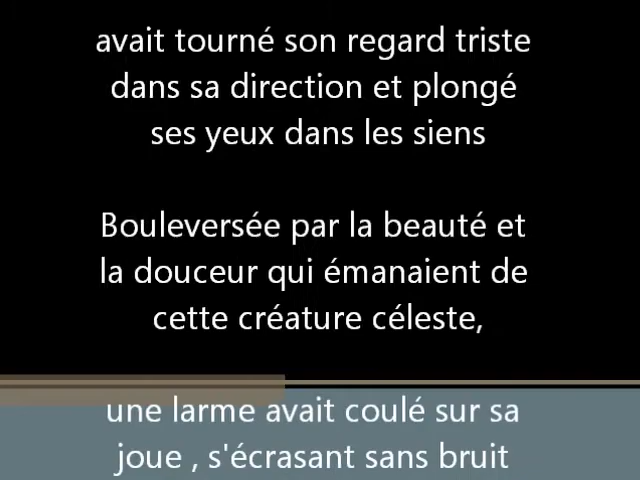 avait tourné son regard triste
dans sa direction et plongé
ses yeux dans les siens
Bouleversée par la beauté et
la douceur qui émanaient de
cette créature céleste,
une larme avait coulé sur sa
joue , s'écrasant sans bruit